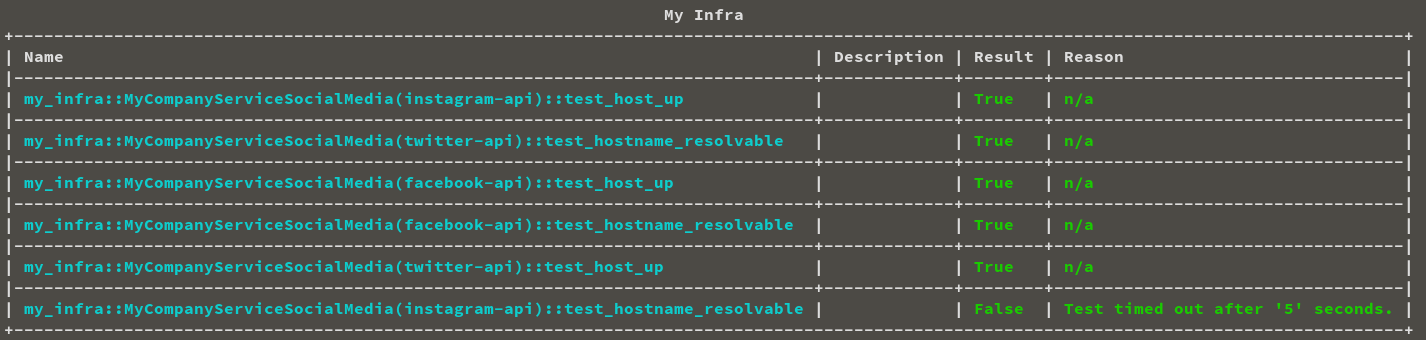 My Infra
+-------------------------------------------------------------------------------------------------------------------------------------------+
| Name                                                                          | Description | Result | Reason                            |
|--------------------------------------------------------------------------------+-------------+--------+-----------------------------------|
| my_infra::MyCompanyServiceSocialMedia(instagram-api)::test_host_up            |             | True   | n/a                               |
|--------------------------------------------------------------------------------+-------------+--------+-----------------------------------|
| my_infra::MyCompanyServiceSocialMedia(twitter-api)::test_hostname_resolvable  |             | True   | n/a                               |
|--------------------------------------------------------------------------------+-------------+--------+-----------------------------------|
| my_infra::MyCompanyServiceSocialMedia(facebook-api)::test_host_up             |             | True   | n/a                               |
|--------------------------------------------------------------------------------+-------------+--------+-----------------------------------|
| my_infra::MyCompanyServiceSocialMedia(facebook-api)::test_hostname_resolvable |             | True   | n/a                               |
|--------------------------------------------------------------------------------+-------------+--------+-----------------------------------|
| my_infra::MyCompanyServiceSocialMedia(twitter-api)::test_host_up              |             | True   | n/a                               |
|--------------------------------------------------------------------------------+-------------+--------+-----------------------------------|
| my_infra::MyCompanyServiceSocialMedia(instagram-api)::test_hostname_resolvable |             | False  | Test timed out after '5' seconds. |
+-------------------------------------------------------------------------------------------------------------------------------------------+